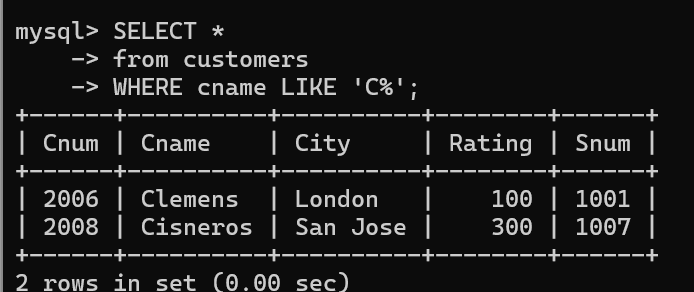 mysql> SELECT *
    -> from customers
    -> WHERE cname LIKE 'C%';
+------+----------+----------+--------+------+
| Cnum | Cname    | City     | Rating | Snum |
+------+----------+----------+--------+------+
| 2006 | Clemens  | London   |    100 | 1001 |
| 2008 | Cisneros | San Jose |    300 | 1007 |
+------+----------+----------+--------+------+
2 rows in set (0.00 sec)